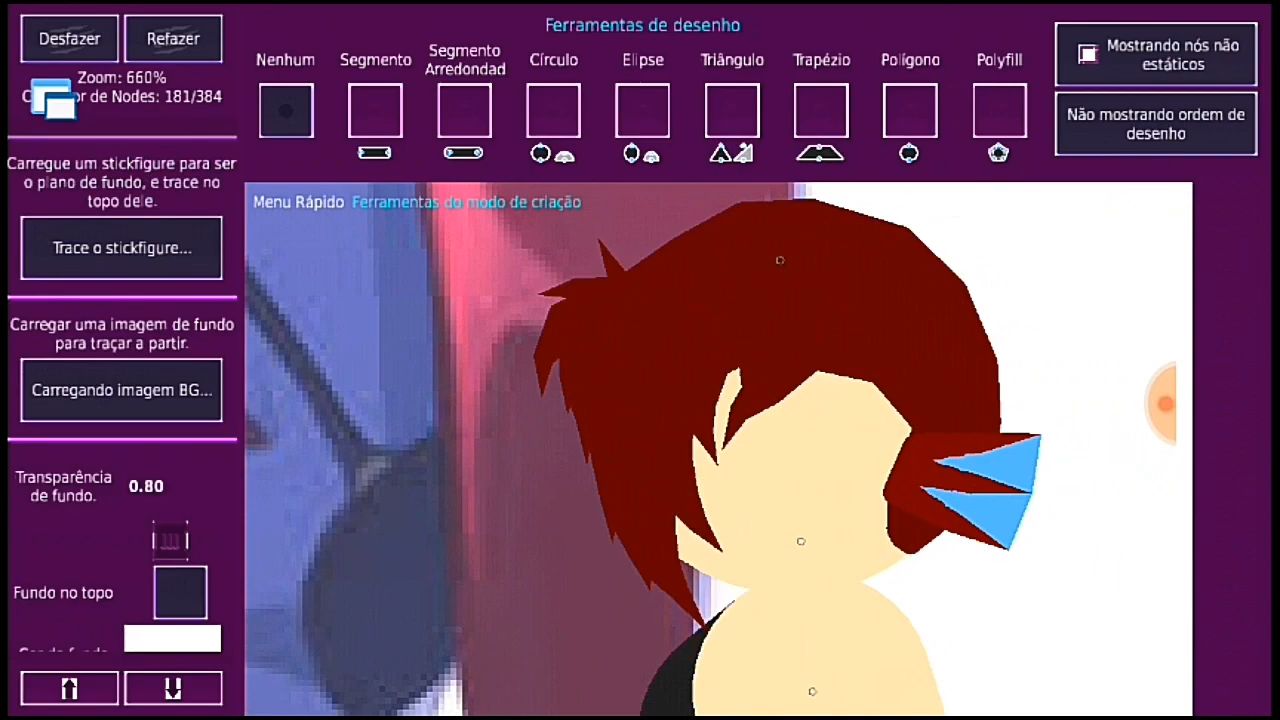 Desfazer
Refazer
Zoom: 660%
or de Nodes: 181/384
Carregue um stickfigure para ser
o plano de fundo, e trace no
topo dele.
Trace o stickfigure...
Carregar uma imagem de fundo
para traçar a partir.
Carregando imagem BG...
Transparência
de fundo.
0.80
Fundo no topo
Ferramentas de desenho
Nenhum
Segmento
Segmento
Arredondad
Círculo
Elipse
Triângulo
Trapézio
Polígono
Polyfill
Mostrando nós não
estáticos
Não mostrando ordem de
desenho
Menu Rápido Ferramentas do modo de criação